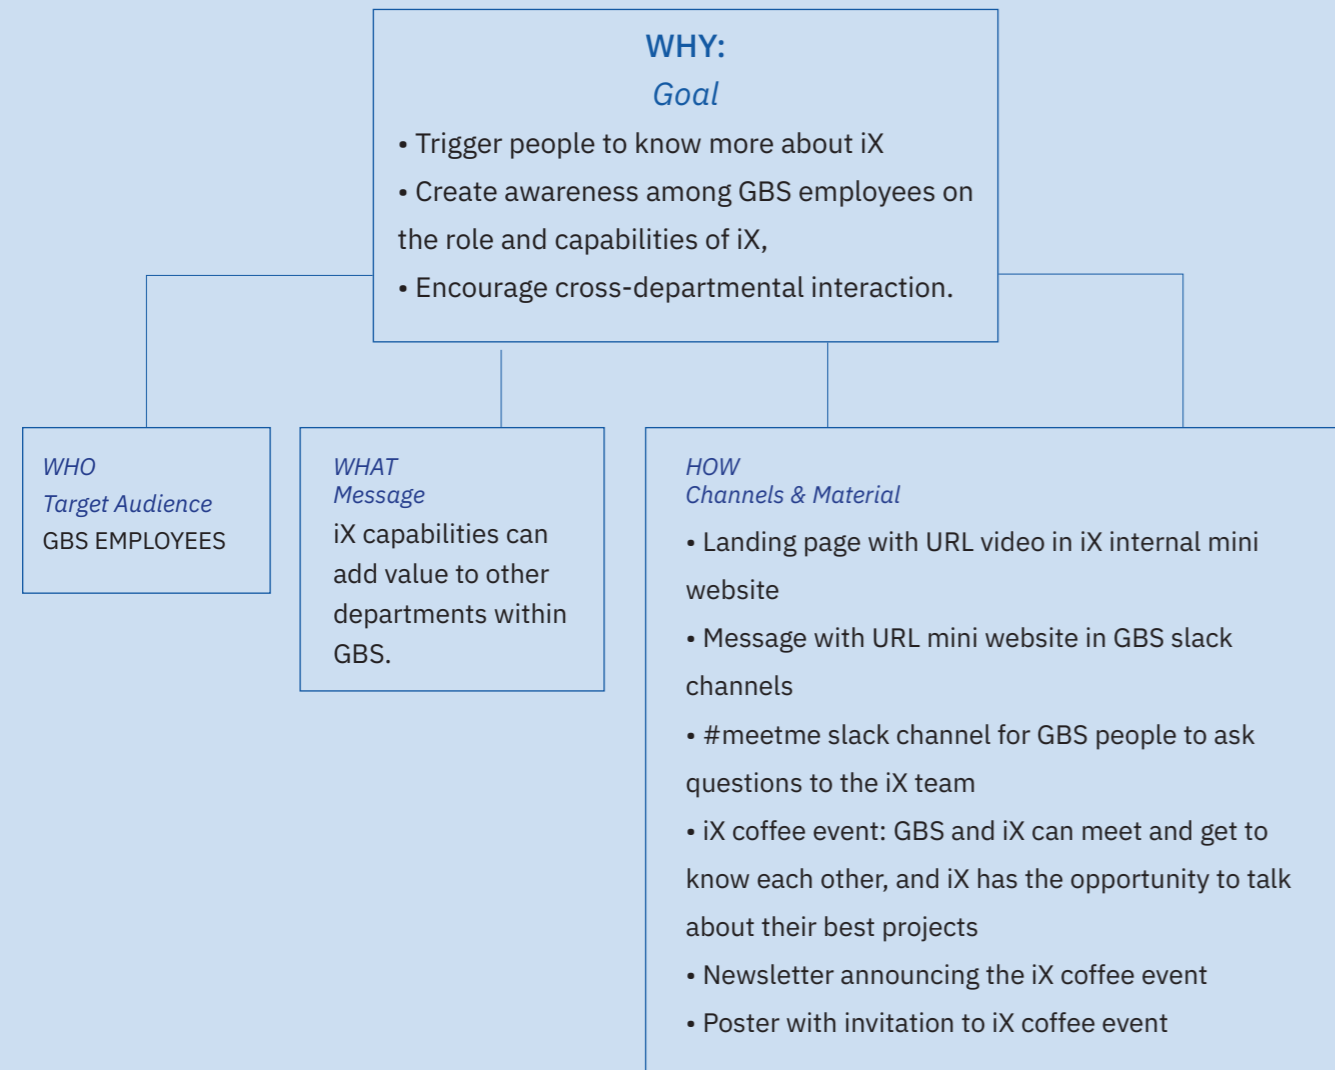 WHY:
Goal
• Trigger people to know more about iX
• Create awareness among GBS employees on
the role and capabilities of iX,
• Encourage cross-departmental interaction.
WHO
Target Audience
GBS EMPLOYEES
WHAT
Message
iX capabilities can
add value to other
departments within
GBS.
HOW
Channels & Material
• Landing page with URL video in iX internal mini
website
• Message with URL mini website in GBS slack
channels
• #meetme slack channel for GBS people to ask
questions to the iX team
• iX coffee event: GBS and iX can meet and get to
know each other, and iX has the opportunity to talk
about their best projects
• Newsletter announcing the iX coffee event
• Poster with invitation to iX coffee event